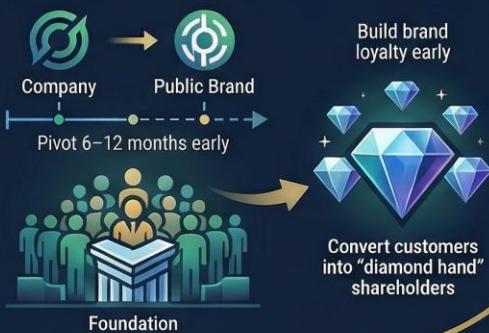 Company
Public Brand
Pivot 6–12 months early
Foundation
Build brand
loyalty early
Convert customers
into “diamond hand”
shareholders